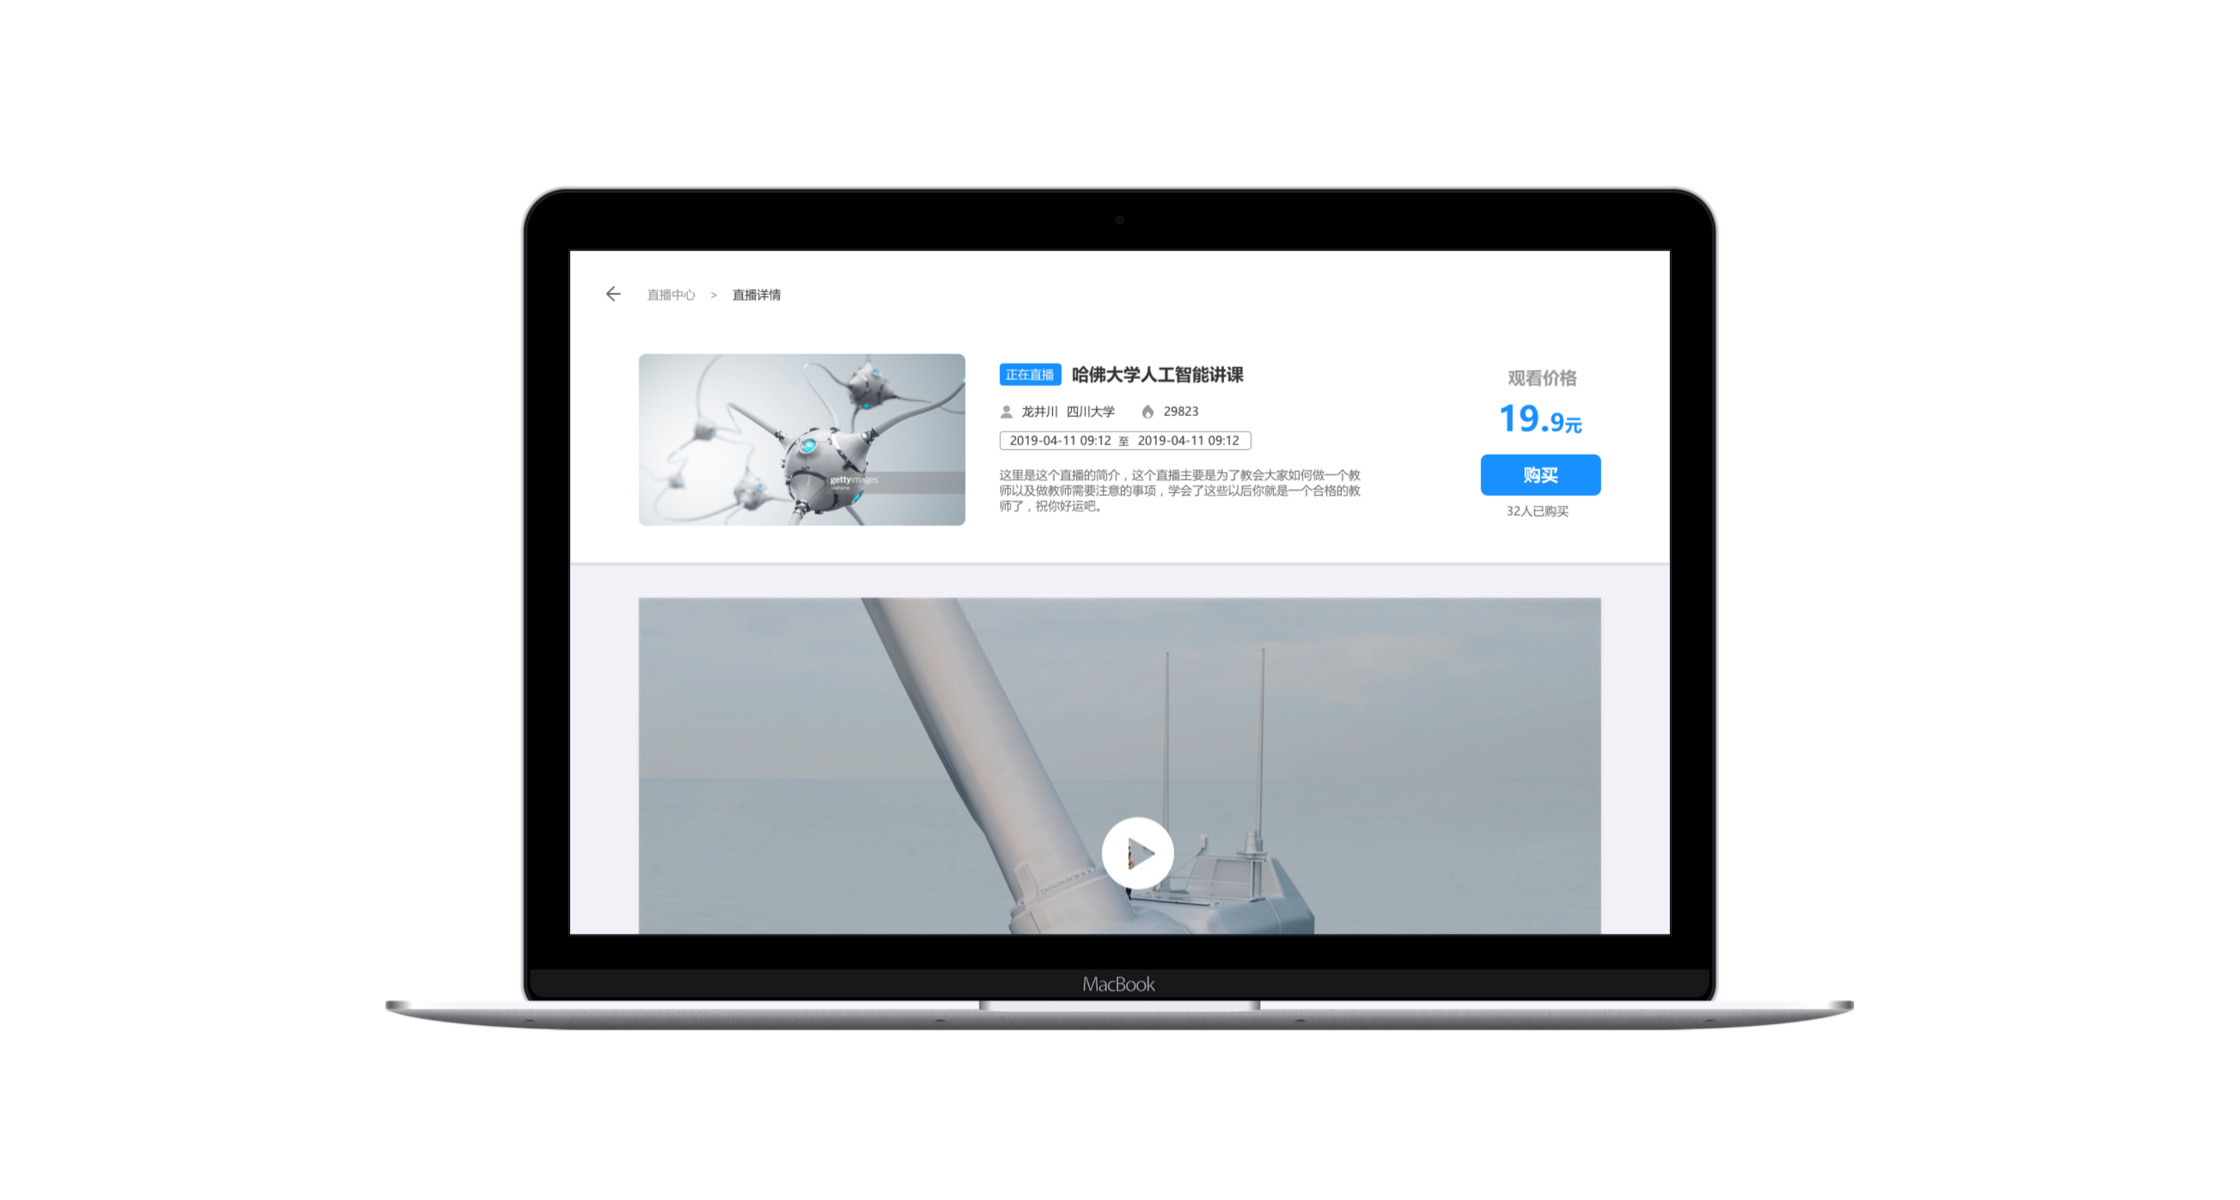 直播中心 > 直播详情
正在直播 哈佛大学人工智能讲课
龙井川 四川大学 29823
2019-04-11 09:12 至 2019-04-11 09:12
这里是这个直播的简介，这个直播主要是为了教会大家如何做一个教
师以及做教师需要注意的事项，学会了这些以后你就是一个合格的教
师了，祝你好运吧。
观看价格
19.9元
购买
32人已购买
gettyimages
MacBook